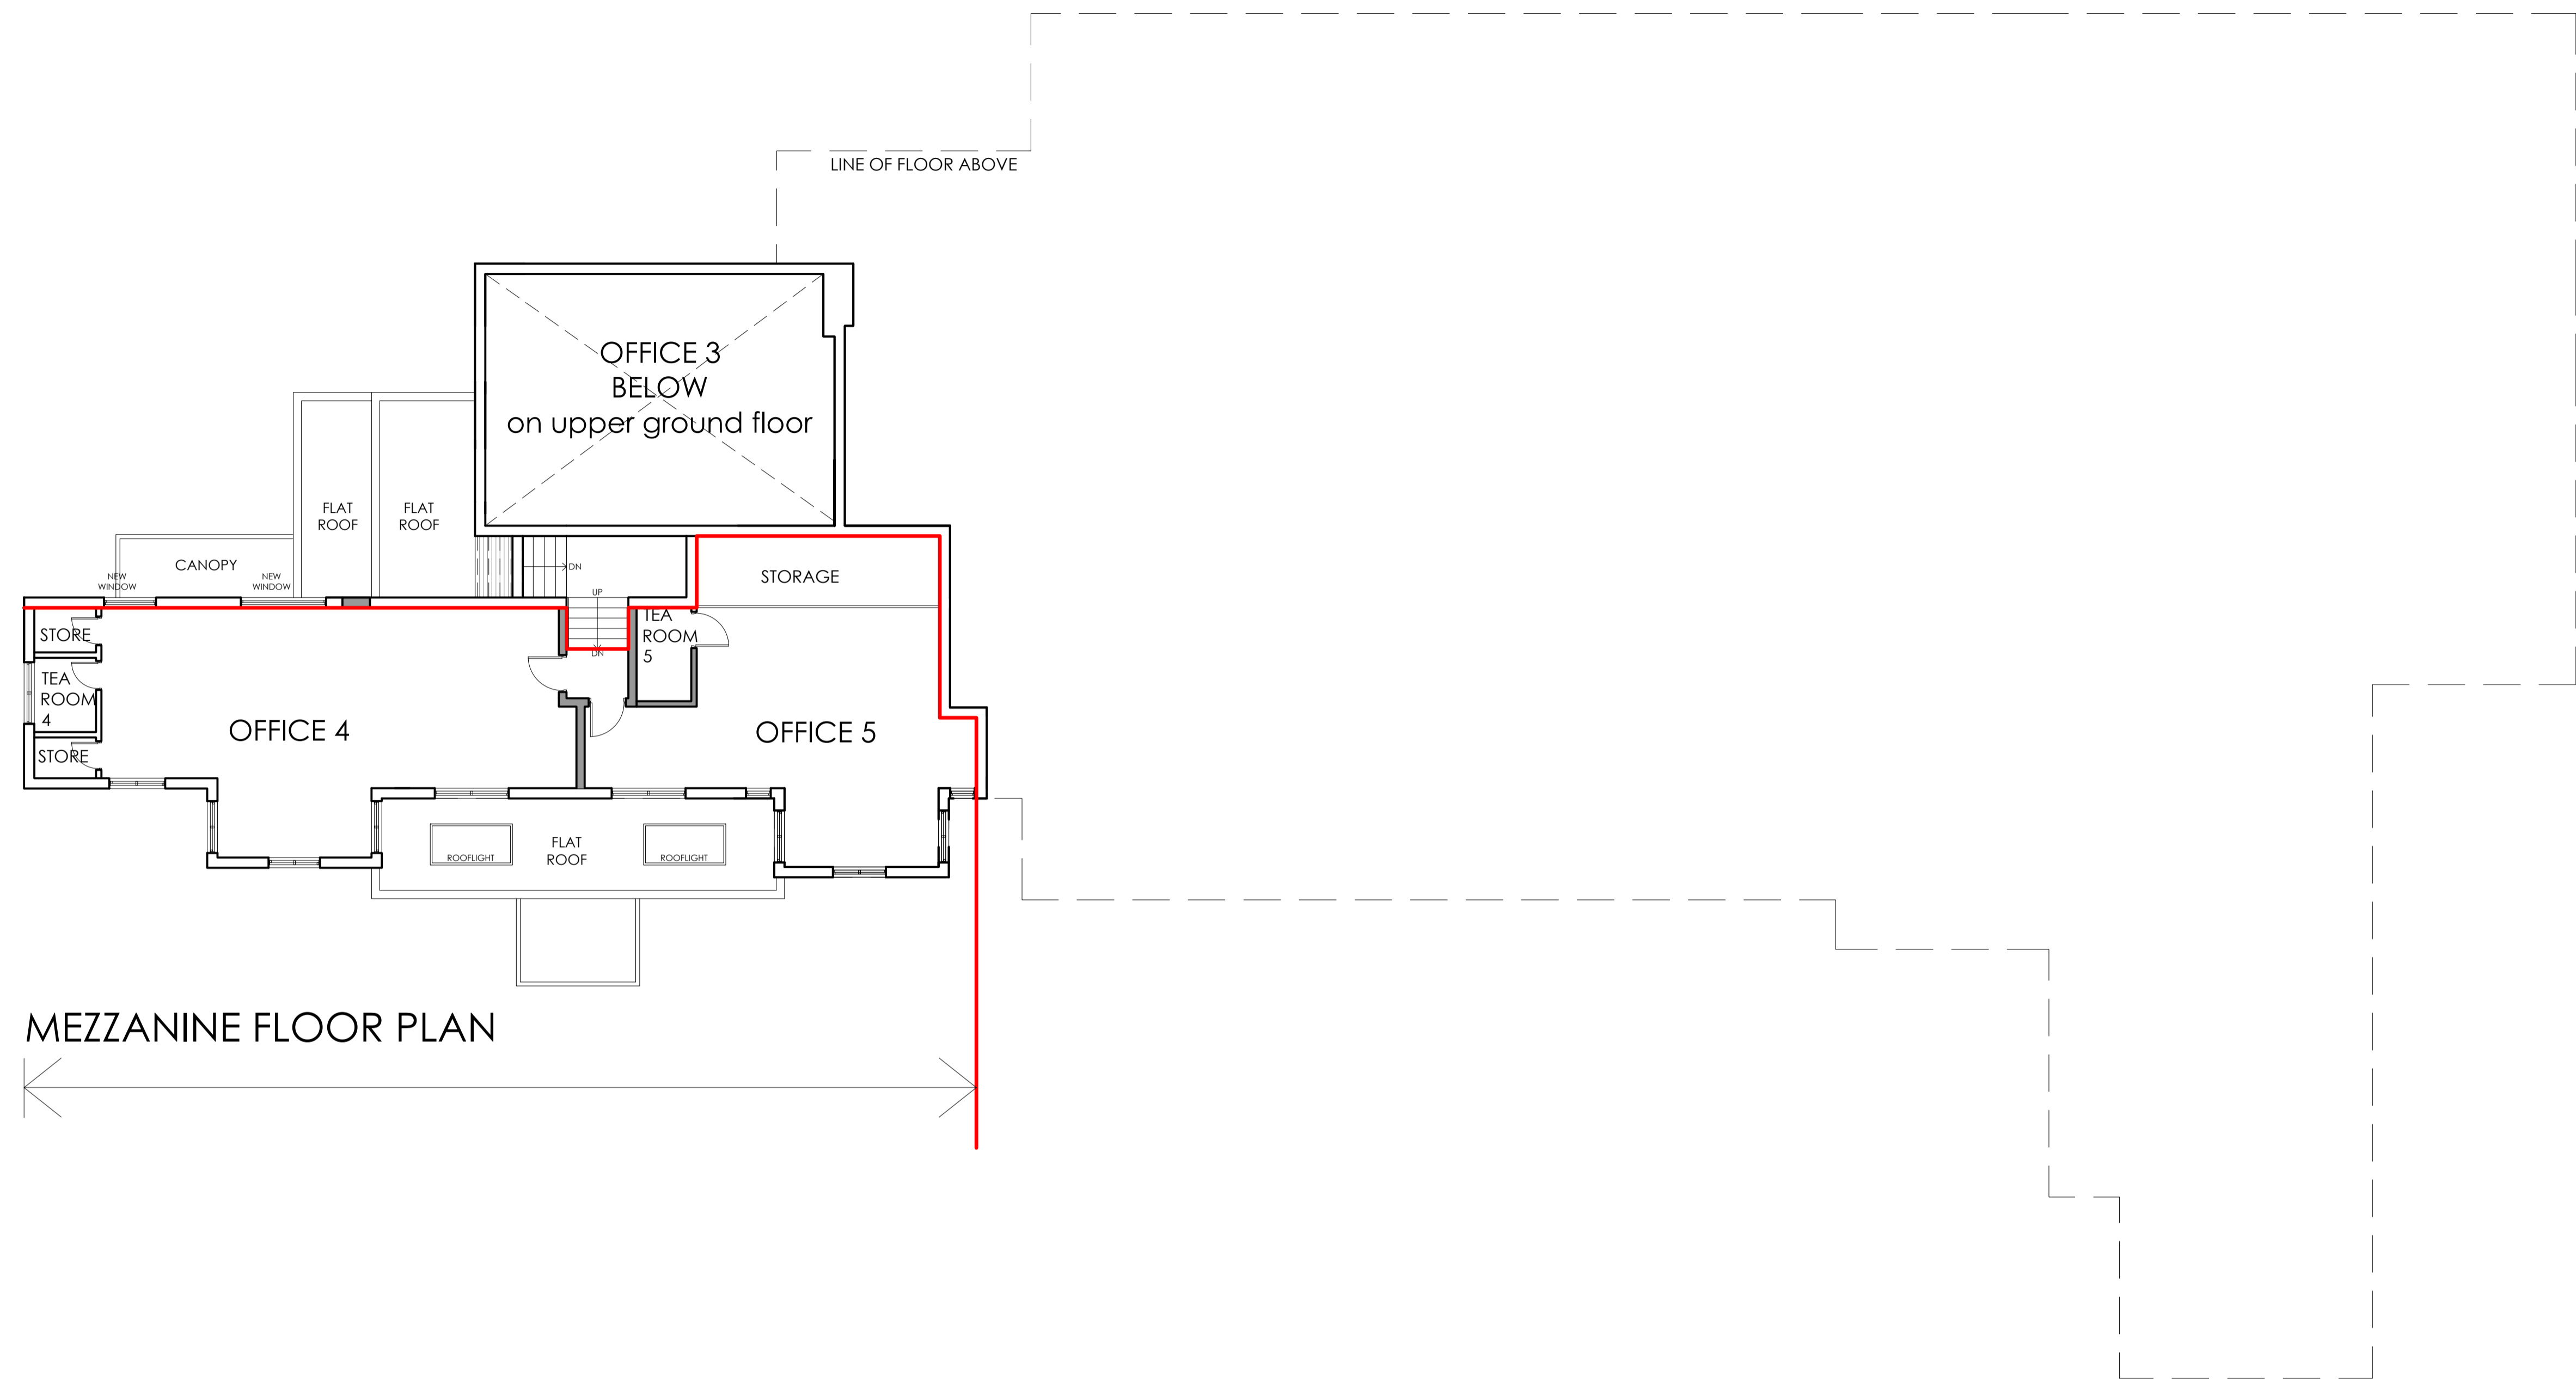 LINE OF FLOOR ABOVE
OFFICE 3
BELOW
on upper ground floor
FLAT
ROOF
FLAT
ROOF
CANOPY
NEW
WINDOW
NEW
WINDOW
DN
UP
DN
STORAGE
STORE
TEA
ROOM
4
STORE
OFFICE 4
TEA
ROOM
5
OFFICE 5
ROOFLIGHT
FLAT
ROOF
ROOFLIGHT
MEZZANINE FLOOR PLAN